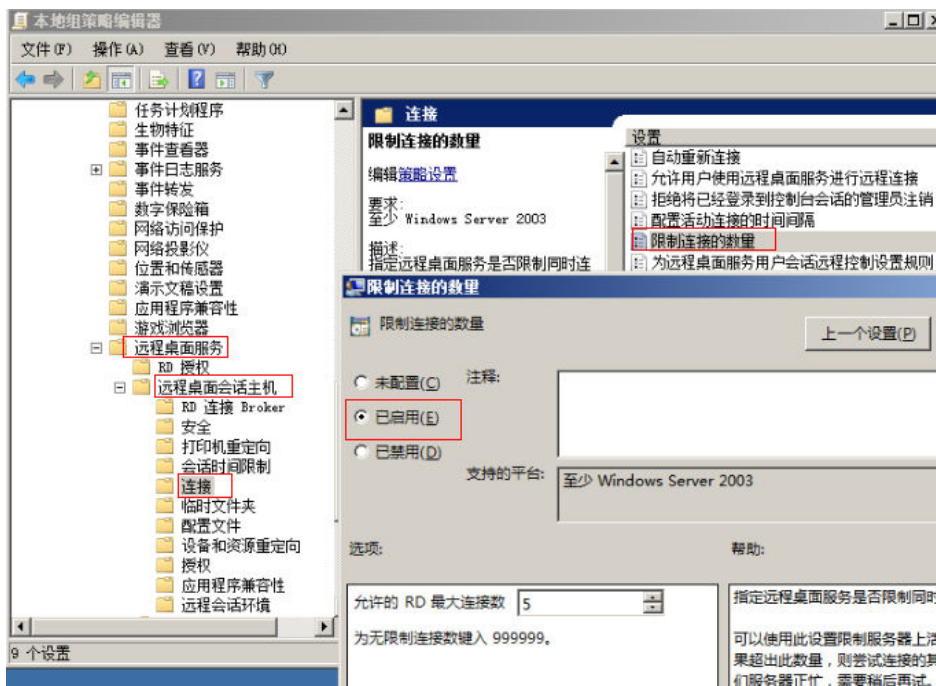 本地组策略编辑器
文件(F) 操作(A) 查看(V) 帮助(H)
任务计划程序
生物特征
事件查看器
事件日志服务
事件转发
数字保险箱
网络访问保护
网络投影仪
位置和传感器
演示文稿设置
应用程序兼容性
游戏浏览器
远程桌面服务
RD 授权
远程桌面会话主机
RD 连接 Broker
安全
打印机重定向
会话时间限制
连接
临时文件夹
配置文件
设备和资源重定向
授权
应用程序兼容性
远程会话环境
9 个设置
连接
限制连接的数量
编辑策略设置
要求:
至少 Windows Server 2003
描述:
指定远程桌面服务是否限制同时连
设置
自动重新连接
允许用户使用远程桌面服务进行远程连接
拒绝将已经登录到控制台会话的管理员注销
配置活动连接的时间间隔
限制连接的数量
为远程桌面服务用户会话远程控制设置规则
限制连接的数量
限制连接的数量
上一个设置(P)
未配置(C)
注释:
已启用(E)
已禁用(D)
支持的平台:
至少 Windows Server 2003
选项:
帮助:
允许的 RD 最大连接数 5
为无限制连接数键入 999999。
指定远程桌面服务是否限制同时
可以使用此设置限制服务器上活
果超出此数量，则尝试连接的其
们服务器正忙，需要稍后再试。